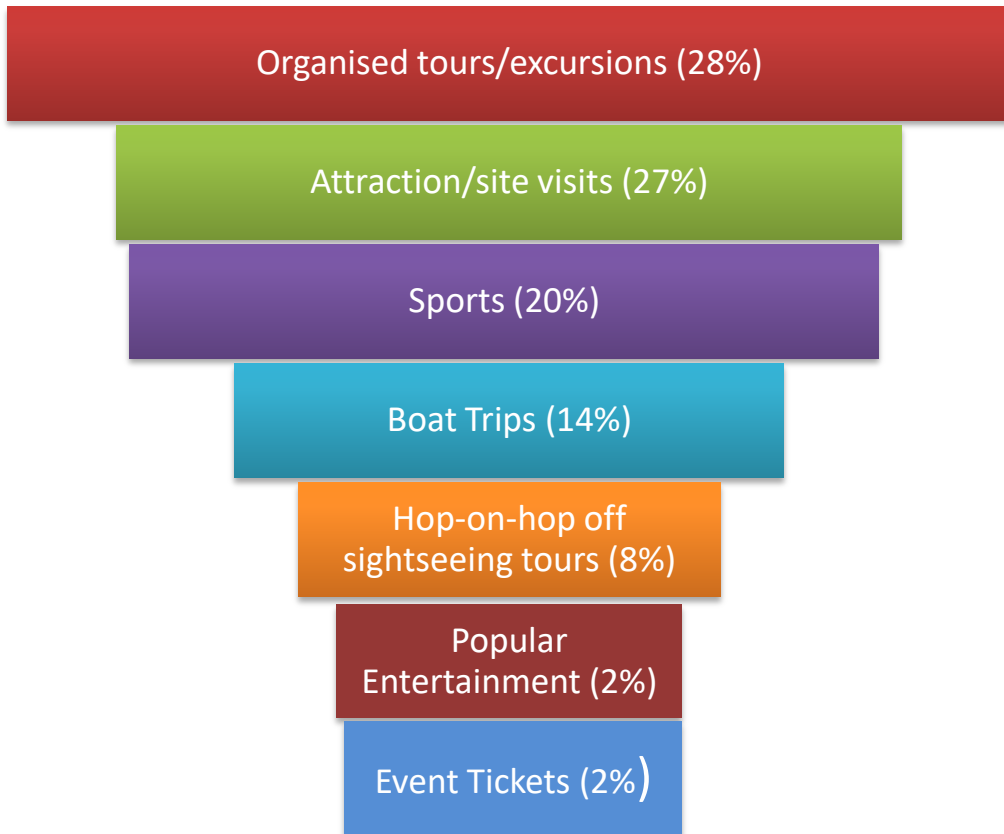 Organised tours/excursions (28%)
Attraction/site visits (27%)
Sports (20%)
Boat Trips (14%)
Hop-on-hop off
sightseeing tours (8%)
Popular
Entertainment (2%)
Event Tickets (2%)